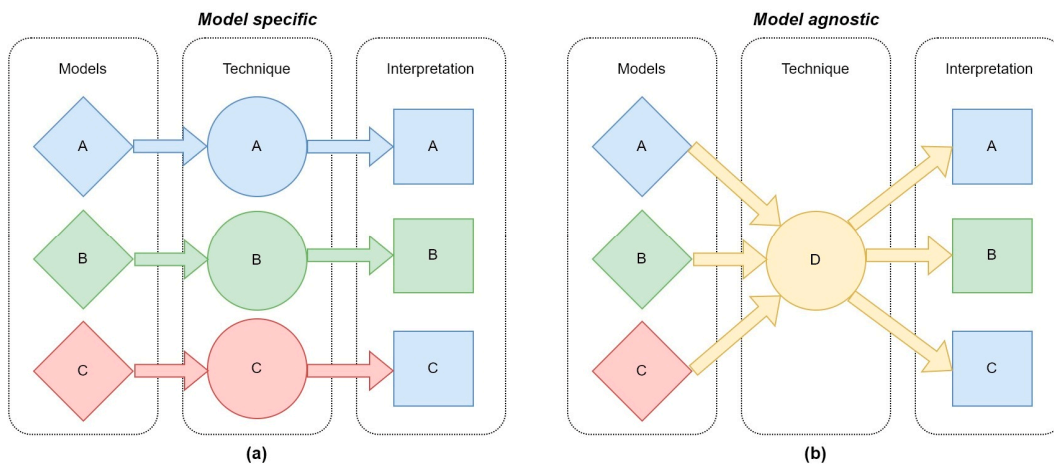 Model specific
Model agnostic
Models
Technique
Interpretation
Models
Technique
Interpretation
A
A
A
A
A
B
B
B
B
D
B
C
C
C
C
C
(a)
(b)